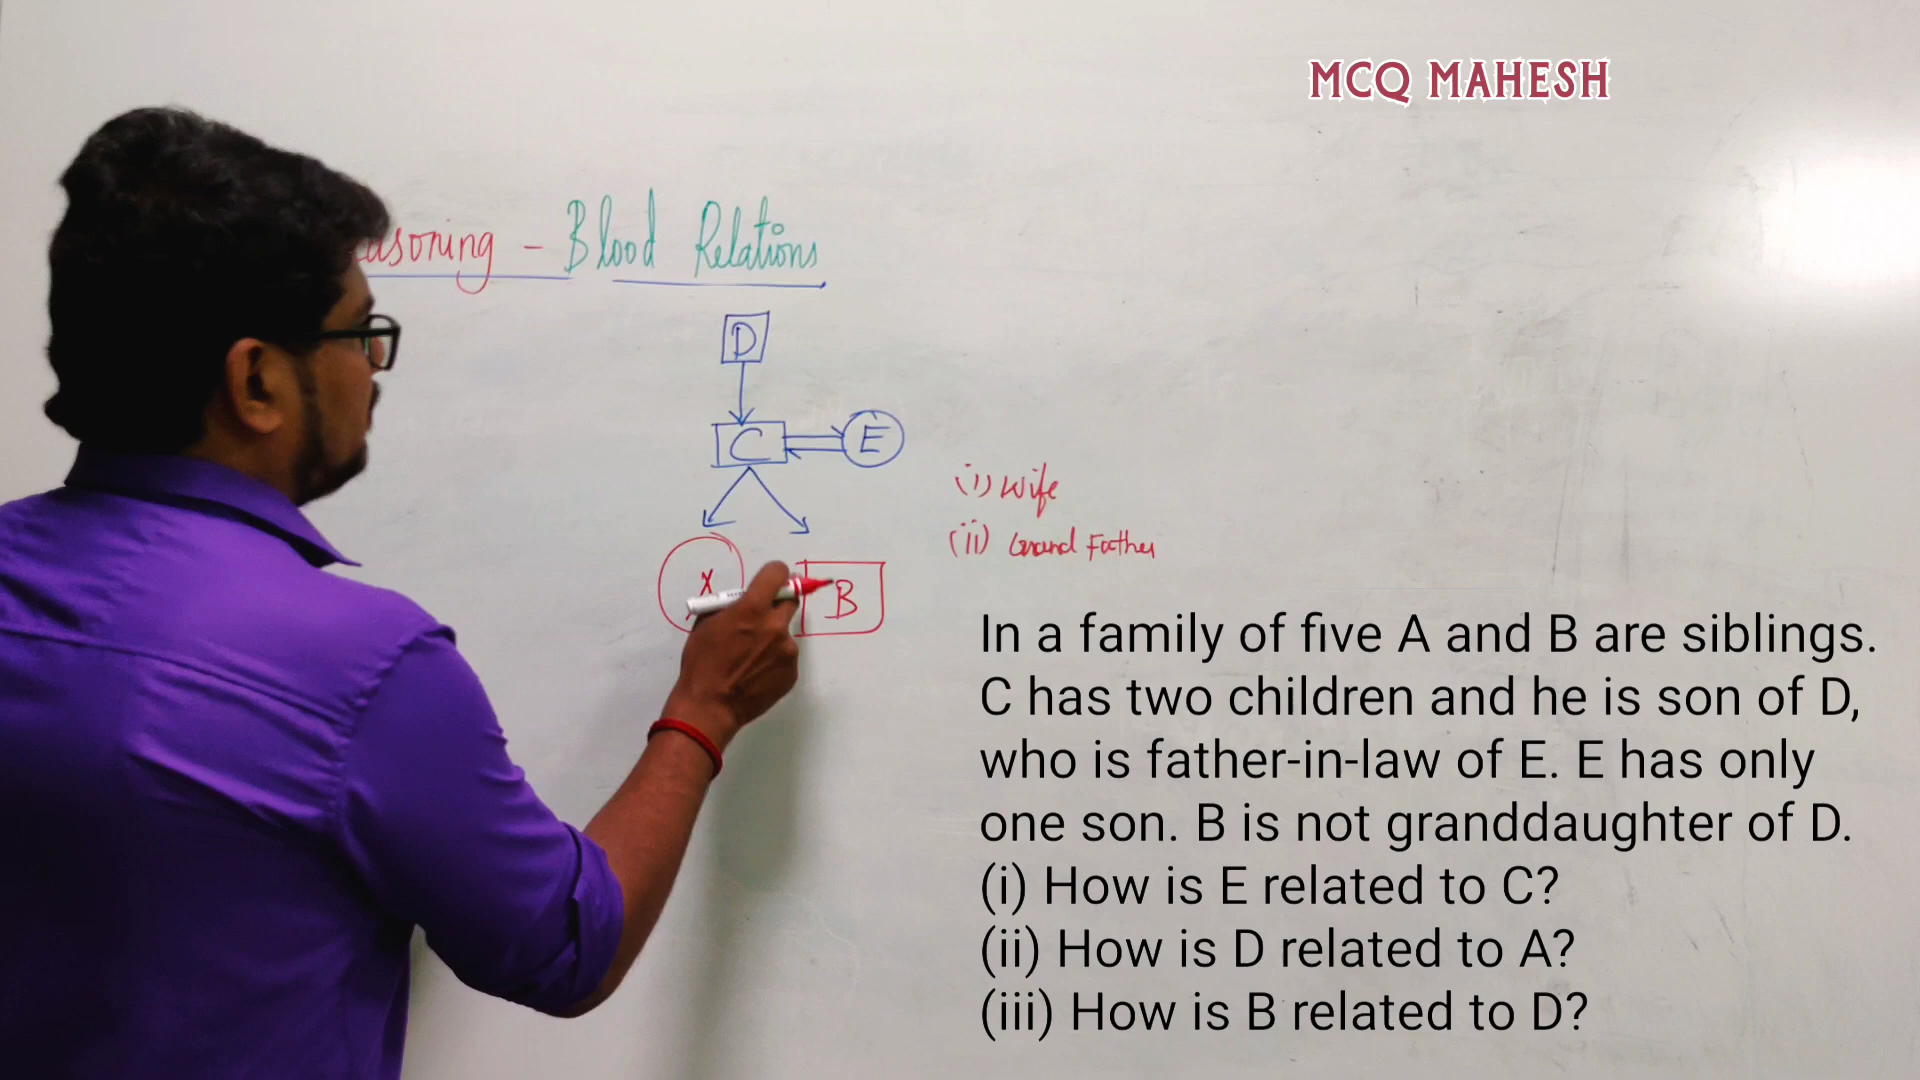 MCQ MAHESH
asoning - Blood Relations
D
C E
(i) Wife
(ii) Grand Father
X B
In a family of five A and B are siblings.
C has two children and he is son of D,
who is father-in-law of E. E has only
one son. B is not granddaughter of D.
(i) How is E related to C?
(ii) How is D related to A?
(iii) How is B related to D?